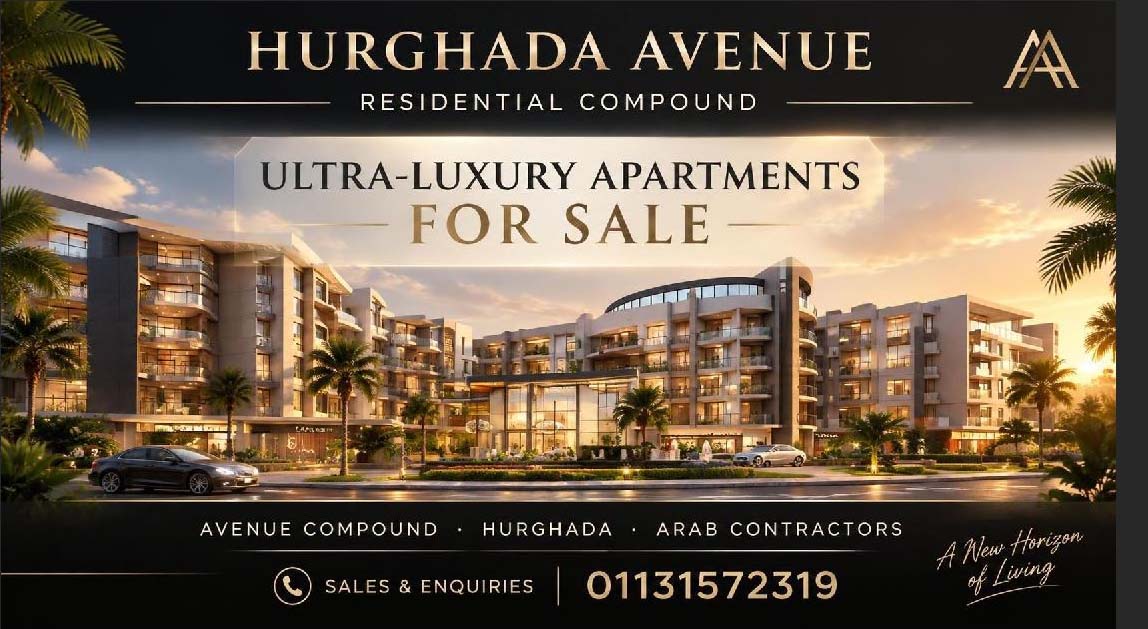 HURGHADA AVENUE
RESIDENTIAL COMPOUND
ULTRA-LUXURY APARTMENTS
FOR SALE
AVENUE COMPOUND · HURGHADA · ARAB CONTRACTORS
SALES & ENQUIRIES | 01131572319
A New Horizon
of Living